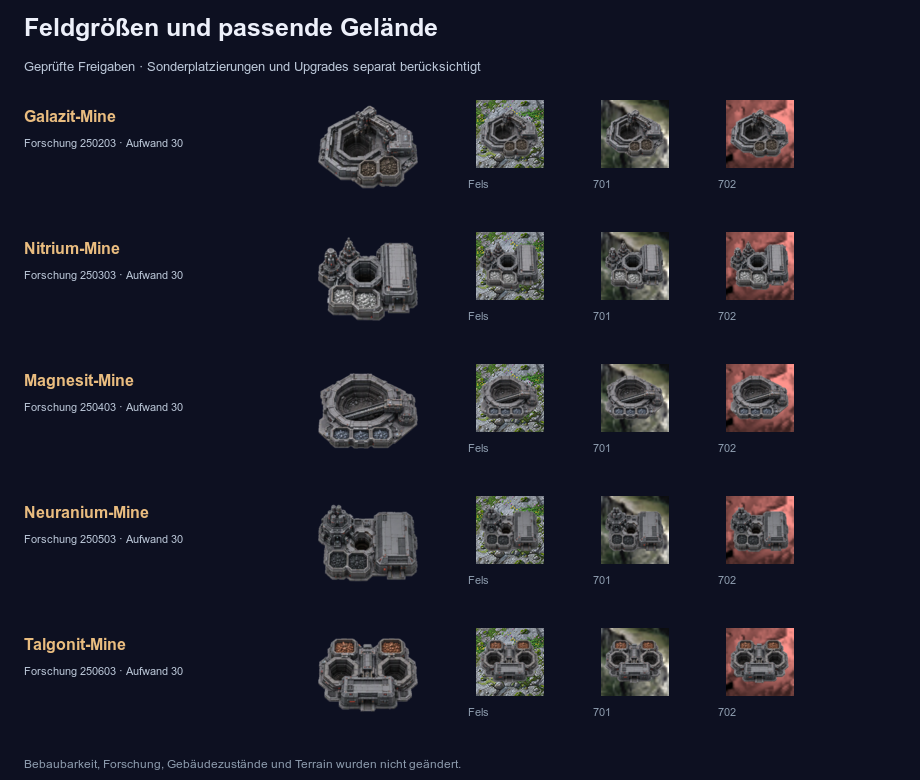 Feldgrößen und passende Gelände
Geprüfte Freigaben · Sonderplatzierungen und Upgrades separat berücksichtigt
Galazit-Mine
Forschung 250203 · Aufwand 30
Fels
701
702
Nitrium-Mine
Forschung 250303 · Aufwand 30
Fels
701
702
Magnesit-Mine
Forschung 250403 · Aufwand 30
Fels
701
702
Neuranium-Mine
Forschung 250503 · Aufwand 30
Fels
701
702
Talgonit-Mine
Forschung 250603 · Aufwand 30
Fels
701
702
Bebaubarkeit, Forschung, Gebäudezustände und Terrain wurden nicht geändert.